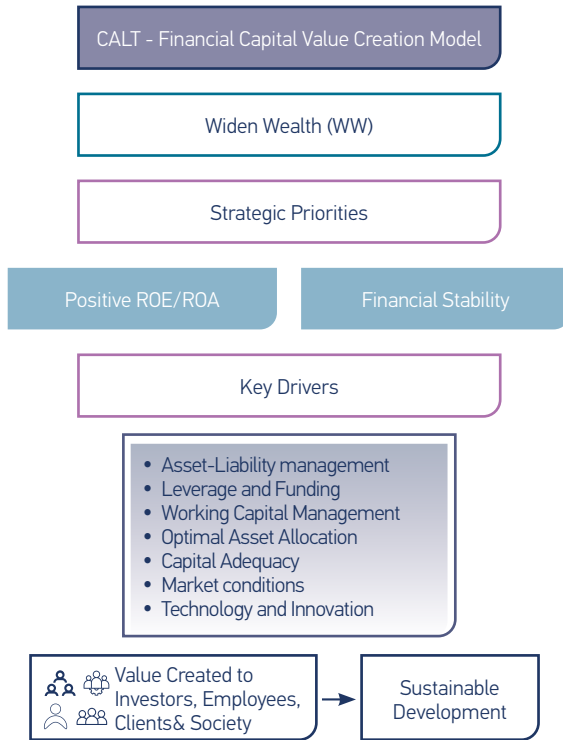 CALT - Financial Capital Value Creation Model
Widen Wealth (WW)
Strategic Priorities
Positive ROE/ROA
Financial Stability
Key Drivers
• Asset-Liability management
• Leverage and Funding
• Working Capital Management
• Optimal Asset Allocation
• Capital Adequacy
• Market conditions
• Technology and Innovation
Value Created to
Investors, Employees,
Clients& Society
Sustainable
Development